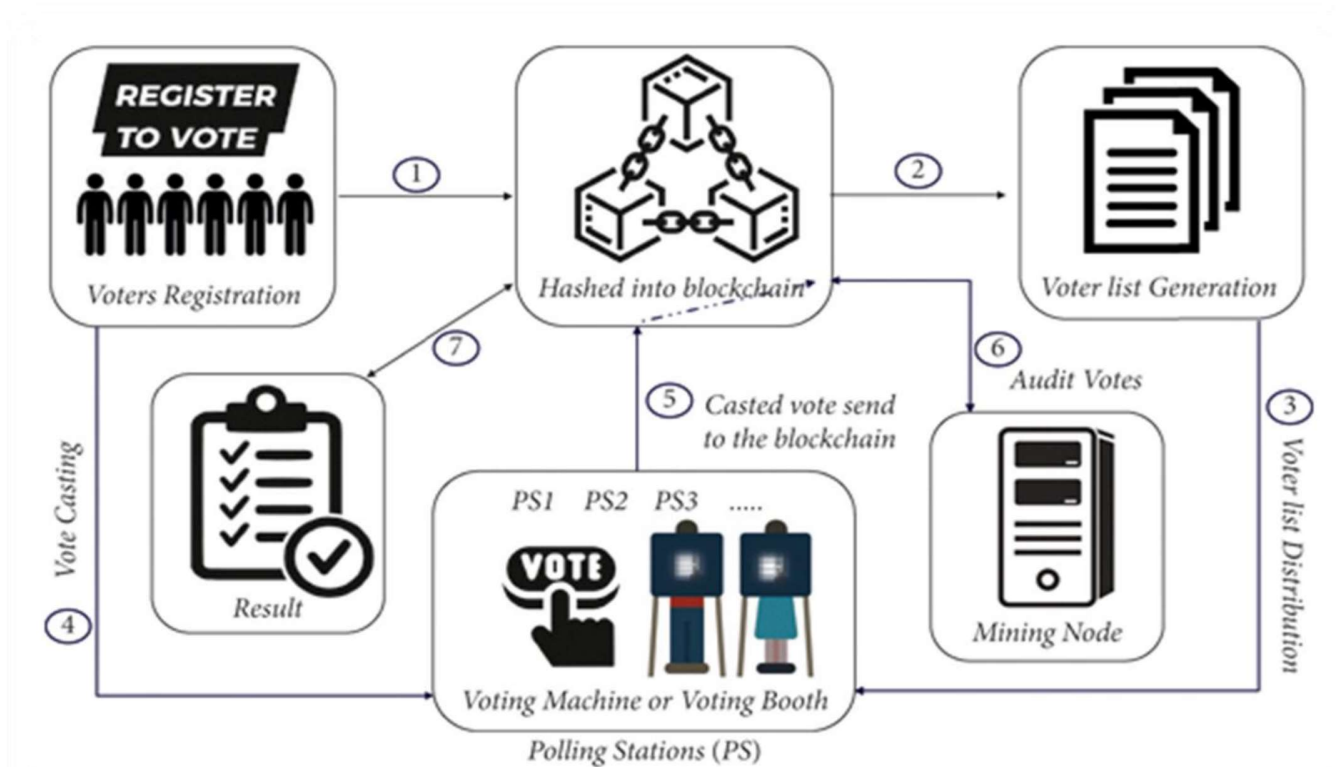 REGISTER
TO VOTE
Voters Registration
1
Hashed into blockchain
2
Voter list Generation
7
5
Casted vote send
to the blockchain
6
Audit Votes
3
Voter list Distribution
Vote Casting
4
Result
PS1 PS2 PS3 .....
VOTE
Voting Machine or Voting Booth
Polling Stations (PS)
Mining Node